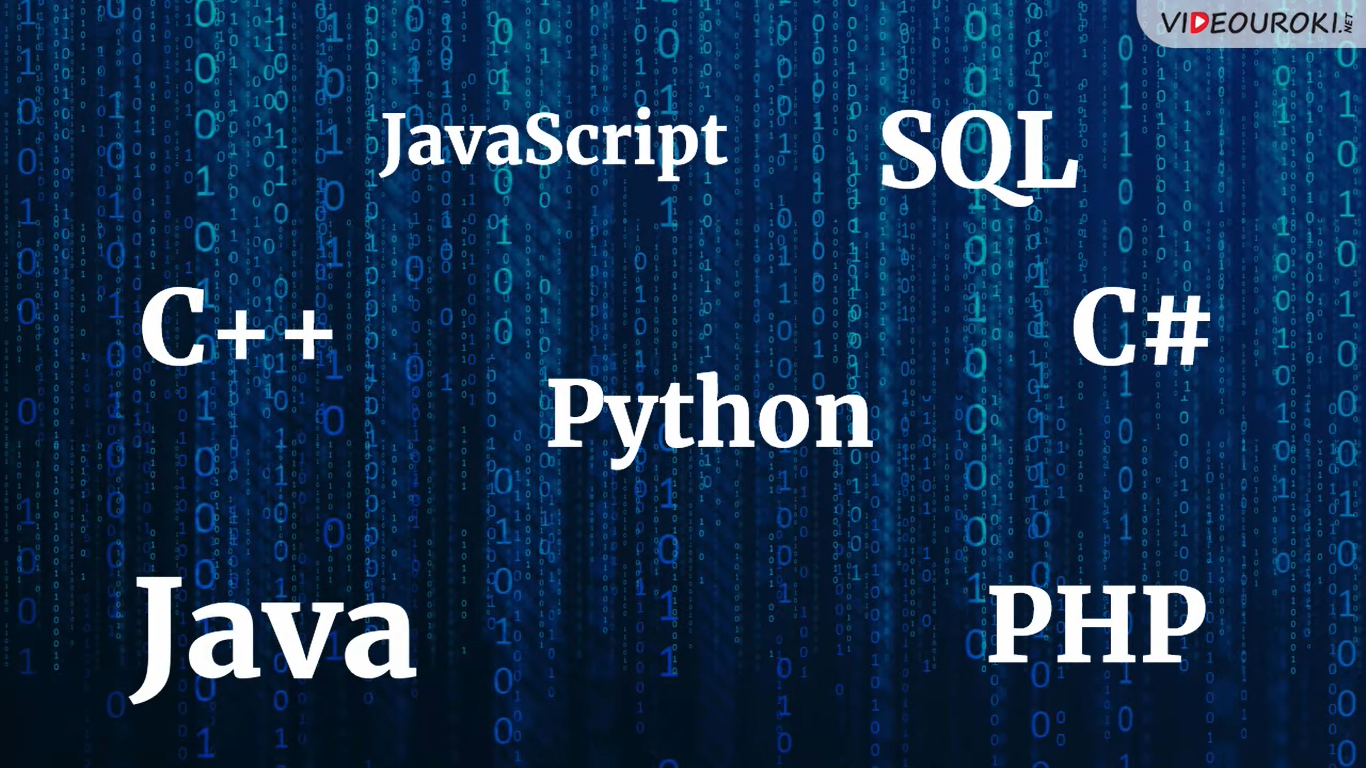 VIDEOUROKI.NET
JavaScript
SQL
C++
C#
Python
Java
PHP